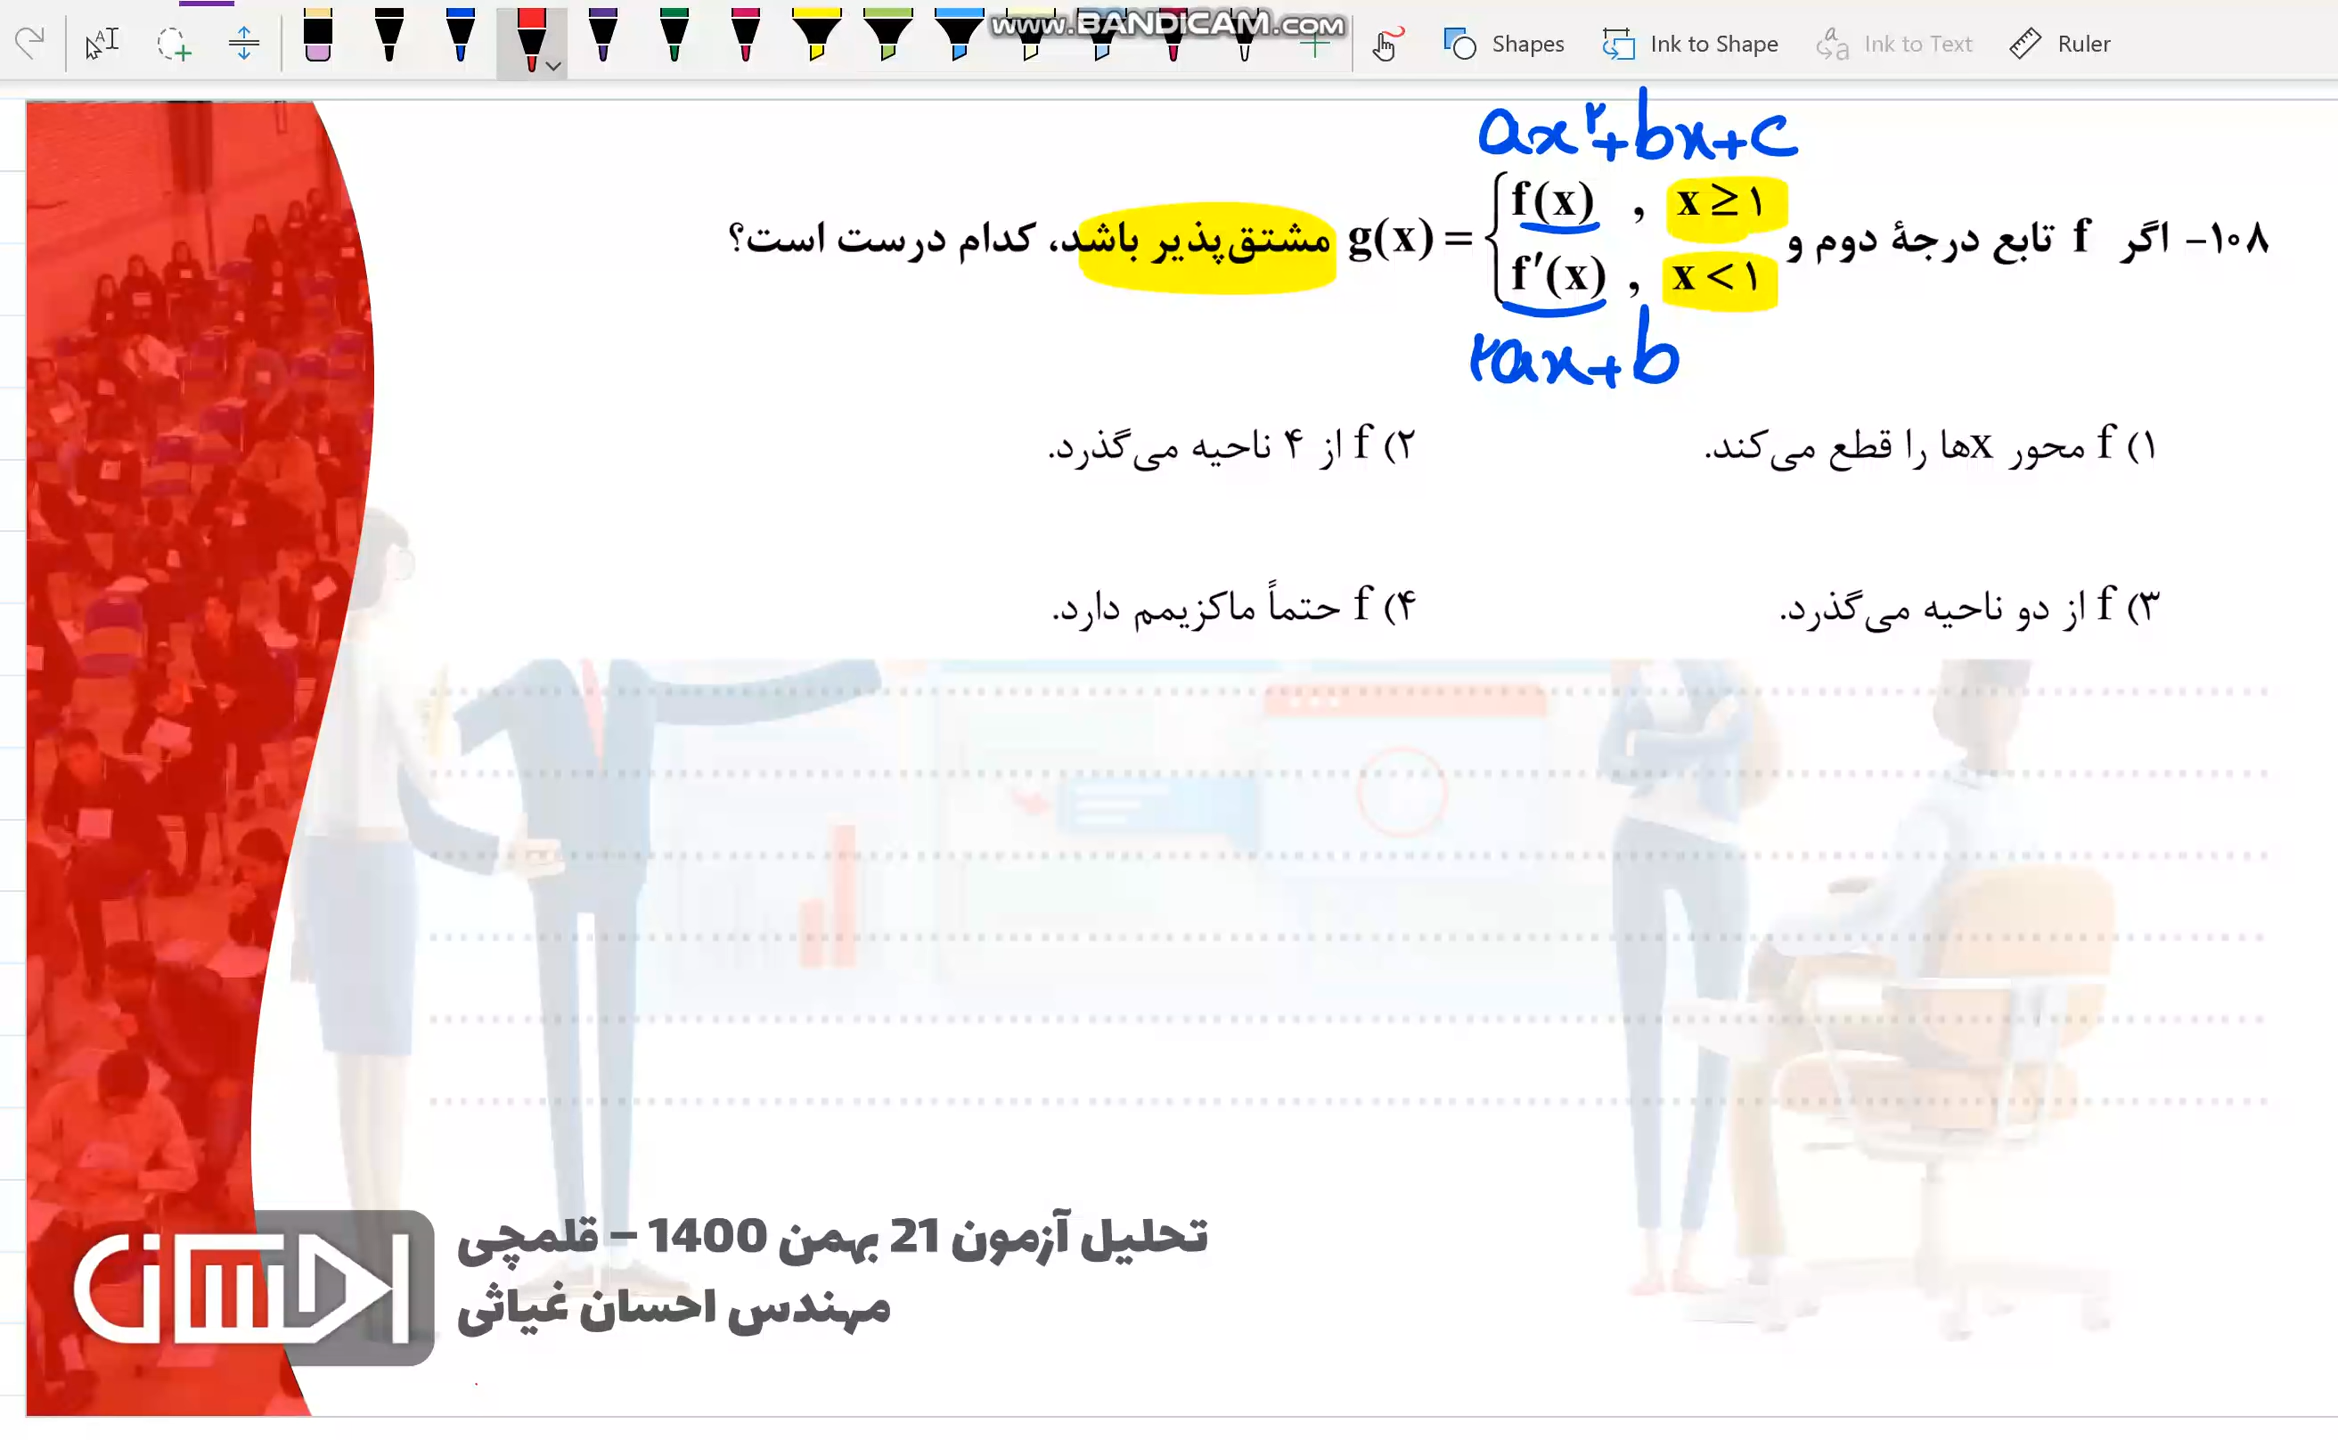 www.BANDICAM.com
Shapes Ink to Shape Ink to Text Ruler
ax²+bx+c
۱۰۸- اگر f تابع درجهٔ دوم و g(x) = { f(x) , x ≥ ۱ مشتق‌پذیر باشد، کدام درست است؟
f′(x) , x < ۱
۲ax+b
۱) f محور xها را قطع می‌کند. ۲) f از ۴ ناحیه می‌گذرد.
۳) f از دو ناحیه می‌گذرد. ۴) f حتماً ماکزیمم دارد.
تحلیل آزمون 21 بهمن 1400 – قلمچی
مهندس احسان غیاثی